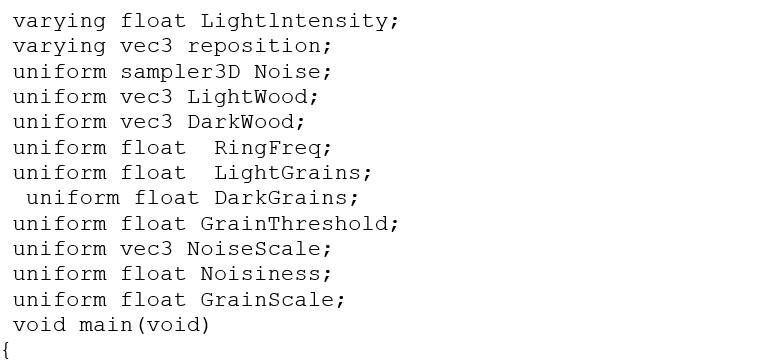 varying float Lightlntensity;
varying vec3 reposition;
uniform sampler3D Noise;
uniform vec3 LightWood;
uniform vec3 DarkWood;
uniform float  RingFreq;
uniform float  LightGrains;
uniform float DarkGrains;
uniform float GrainThreshold;
uniform vec3 NoiseScale;
uniform float Noisiness;
uniform float GrainScale;
void main(void)
{